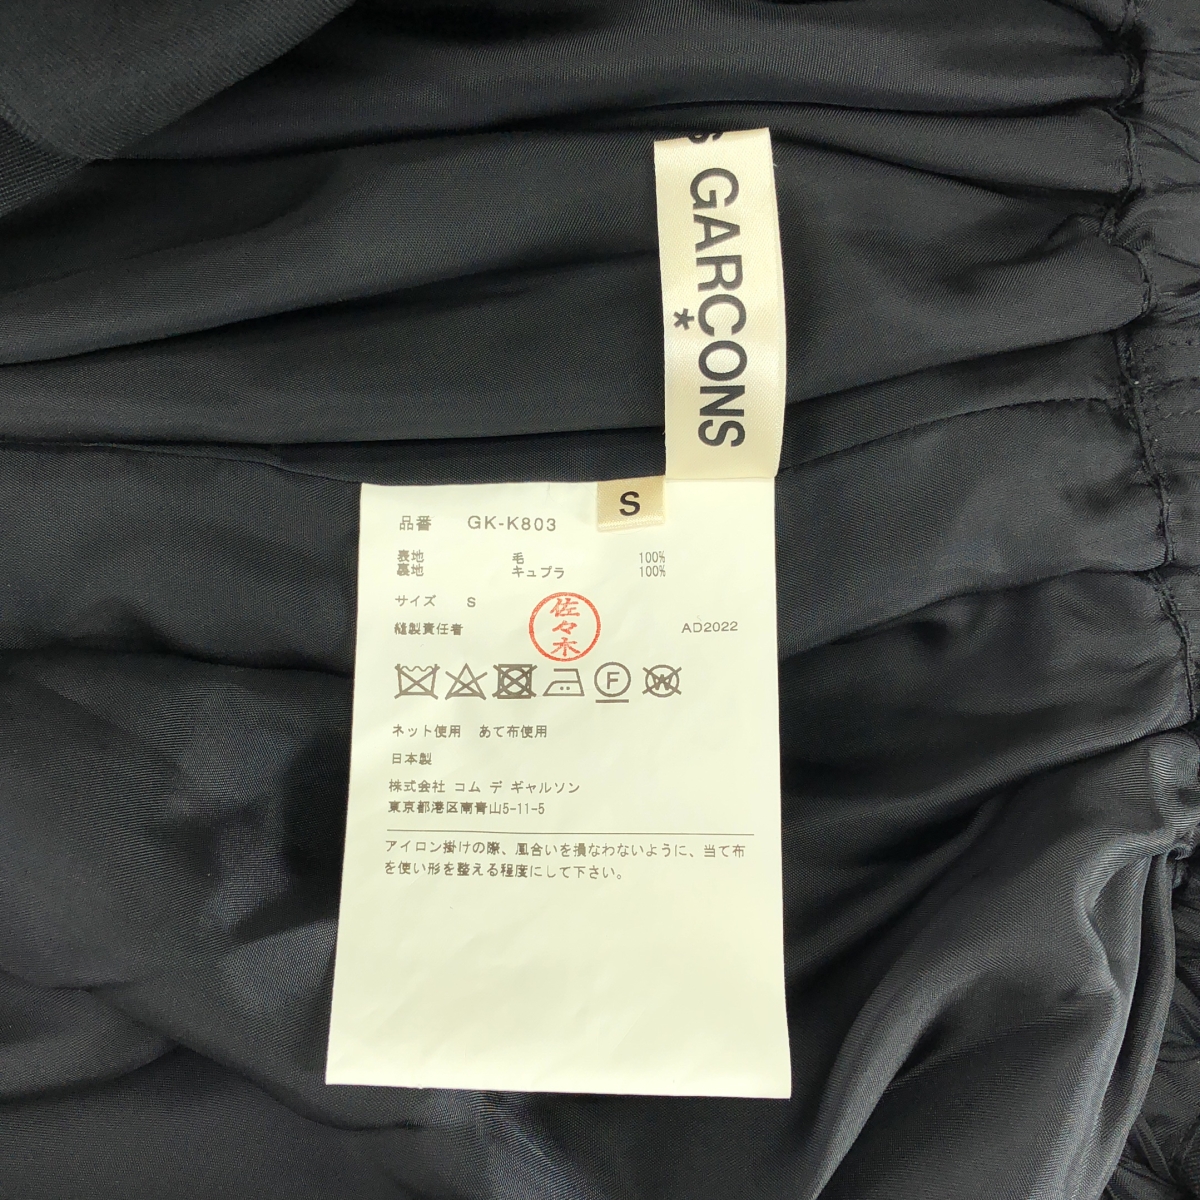 S GARÇONS
*
S
品番 GK-K803
表地 毛 100%
裏地 キュプラ 100%
サイズ S
縫製責任者 佐々木 AD2022
F W
ネット使用 あて布使用
日本製
株式会社 コム デ ギャルソン
東京都港区南青山5-11-5
アイロン掛けの際、風合いを損なわないように、当て布
を使い形を整える程度にして下さい。